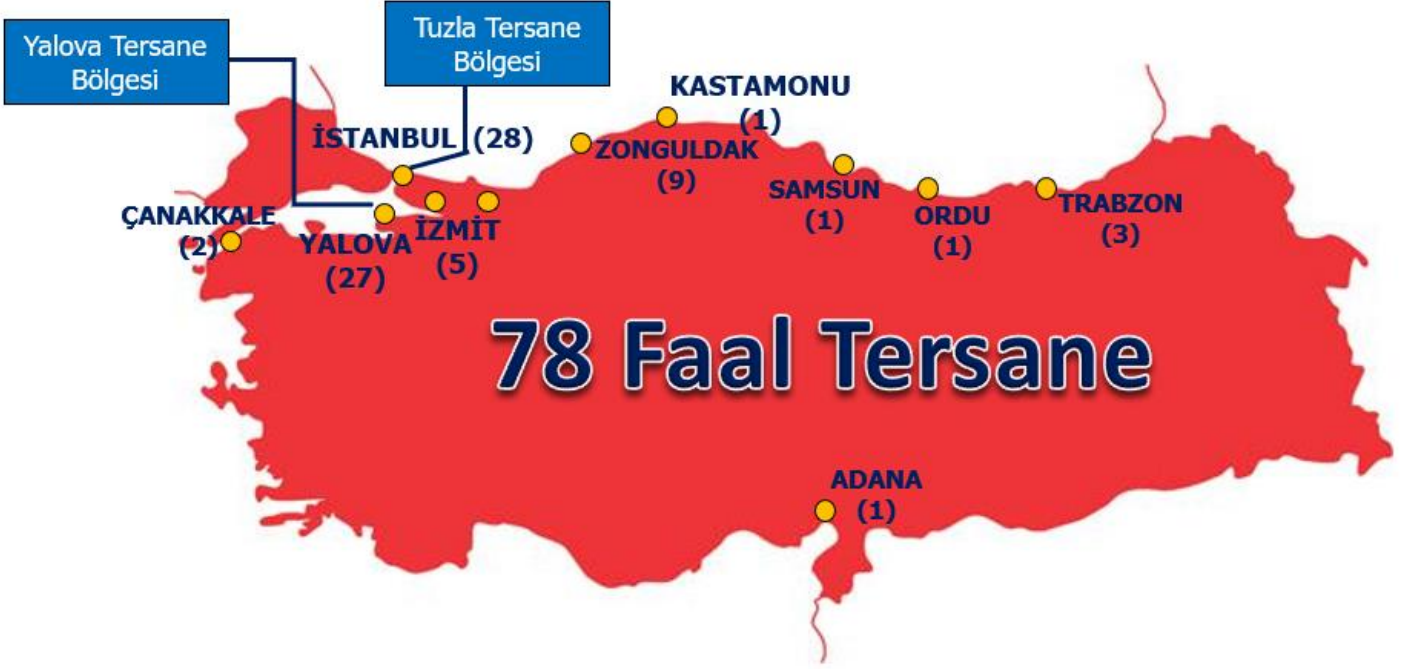 Yalova Tersane
Bölgesi
Tuzla Tersane
Bölgesi
KASTAMONU
(1)
İSTANBUL (28)
ZONGULDAK
(9)
SAMSUN
(1)
ORDU
(1)
TRABZON
(3)
ÇANAKKALE
(2)
YALOVA
(27)
İZMİT
(5)
78 Faal Tersane
ADANA
(1)